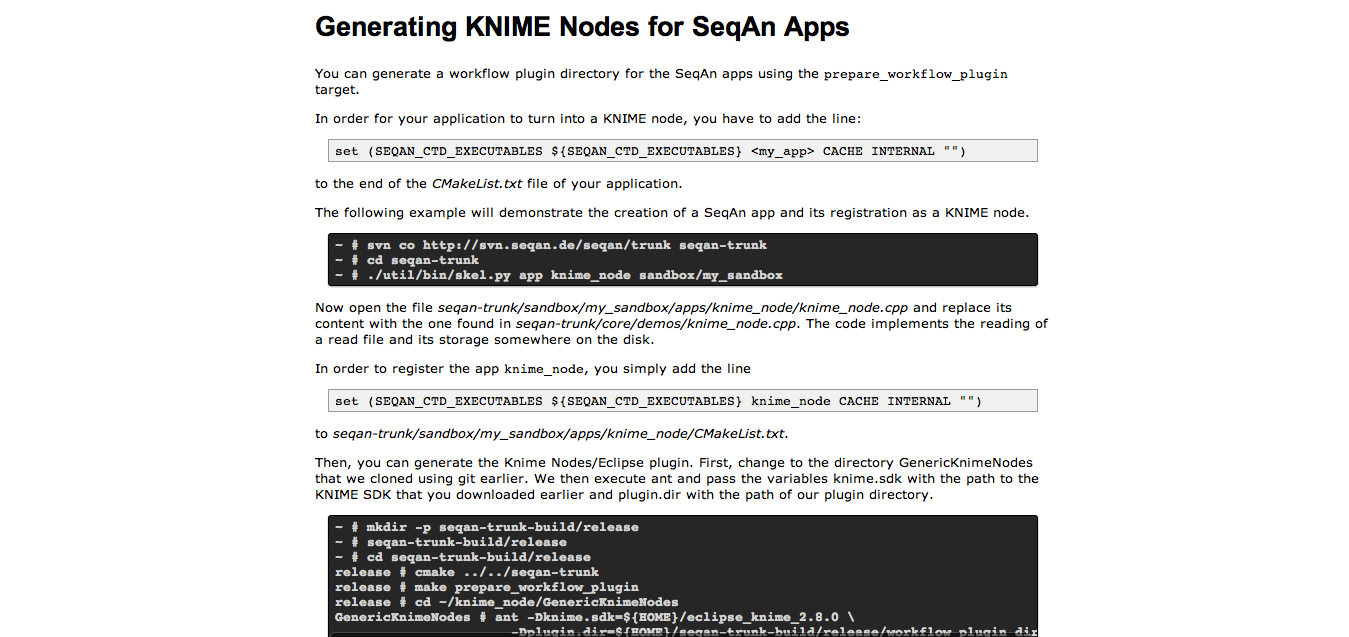 Generating KNIME Nodes for SeqAn Apps
You can generate a workflow plugin directory for the SeqAn apps using the prepare_workflow_plugin
target.
In order for your application to turn into a KNIME node, you have to add the line:
set (SEQAN_CTD_EXECUTABLES ${SEQAN_CTD_EXECUTABLES} <my_app> CACHE INTERNAL "")
to the end of the CMakeList.txt file of your application.
The following example will demonstrate the creation of a SeqAn app and its registration as a KNIME node.
~ # svn co http://svn.seqan.de/seqan/trunk seqan-trunk
~ # cd seqan-trunk
~ # ./util/bin/skel.py app knime_node sandbox/my_sandbox
Now open the file seqan-trunk/sandbox/my_sandbox/apps/knime_node/knime_node.cpp and replace its
content with the one found in seqan-trunk/core/demos/knime_node.cpp. The code implements the reading of
a read file and its storage somewhere on the disk.
In order to register the app knime_node, you simply add the line
set (SEQAN_CTD_EXECUTABLES ${SEQAN_CTD_EXECUTABLES} knime_node CACHE INTERNAL "")
to seqan-trunk/sandbox/my_sandbox/apps/knime_node/CMakeList.txt.
Then, you can generate the Knime Nodes/Eclipse plugin. First, change to the directory GenericKnimeNodes
that we cloned using git earlier. We then execute ant and pass the variables knime.sdk with the path to the
KNIME SDK that you downloaded earlier and plugin.dir with the path of our plugin directory.
~ # mkdir -p seqan-trunk-build/release
~ # seqan-trunk-build/release
~ # cd seqan-trunk-build/release
release # cmake ../../seqan-trunk
release # make prepare_workflow_plugin
release # cd ~/knime_node/GenericKnimeNodes
GenericKnimeNodes # ant -Dknime.sdk=${HOME}/eclipse_knime_2.8.0 \
-Dplugin.dir=${HOME}/seqan-trunk-build/release/workflow_plugin_dir